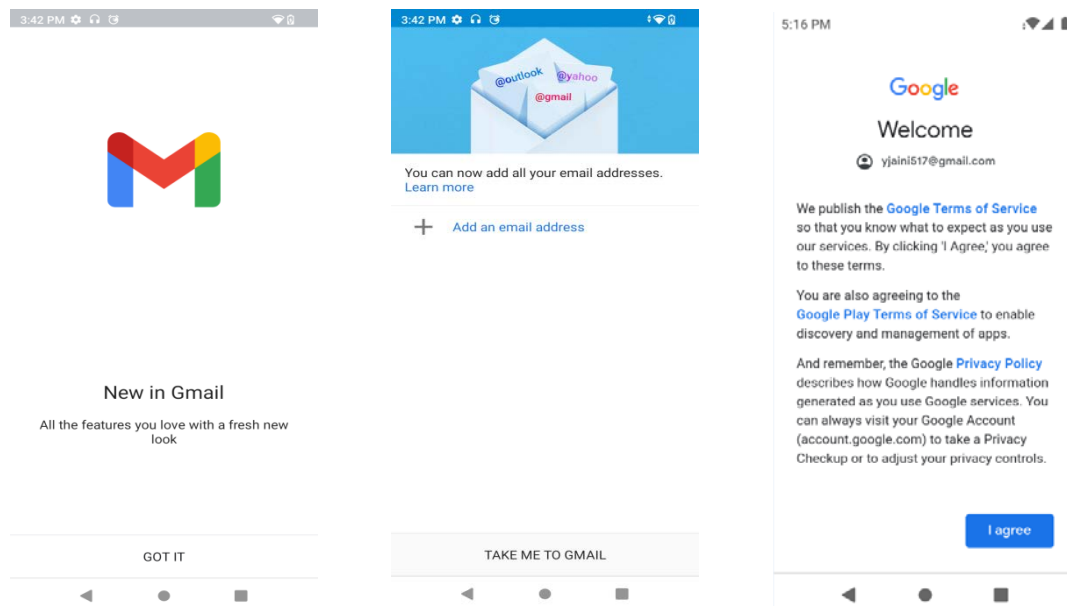 3:42 PM
New in Gmail
All the features you love with a fresh new
look
GOT IT
3:42 PM
@outlook
@yahoo
@gmail
You can now add all your email addresses.
Learn more
Add an email address
TAKE ME TO GMAIL
5:16 PM
Google
Welcome
yjaini517@gmail.com
We publish the Google Terms of Service
so that you know what to expect as you use
our services. By clicking 'I Agree,' you agree
to these terms.
You are also agreeing to the
Google Play Terms of Service to enable
discovery and management of apps.
And remember, the Google Privacy Policy
describes how Google handles information
generated as you use Google services. You
can always visit your Google Account
(account.google.com) to take a Privacy
Checkup or to adjust your privacy controls.
I agree